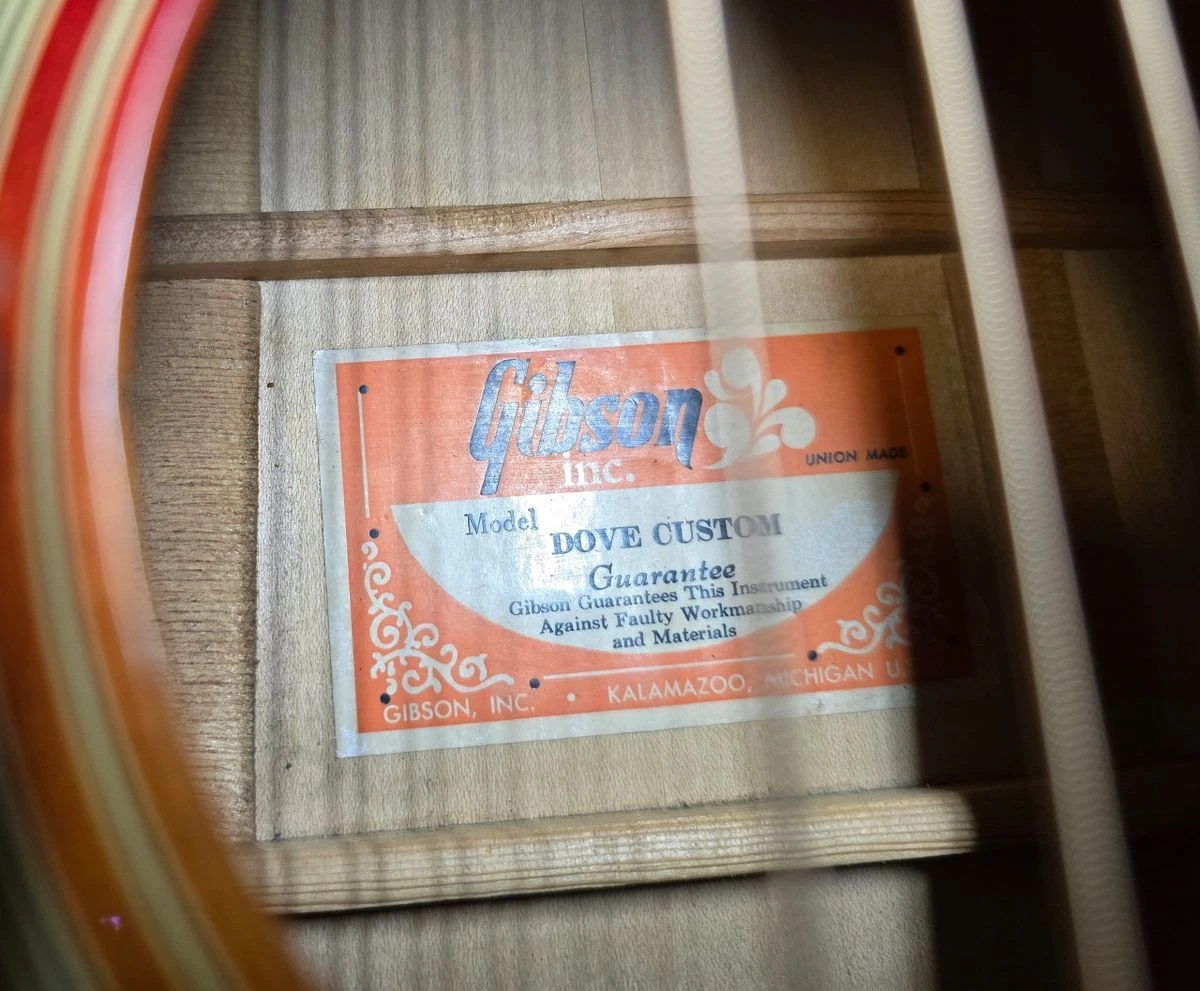 Gibson
inc.
UNION MADE
Model
DOVE CUSTOM
Guarantee
Gibson Guarantees This Instrument
Against Faulty Workmanship
and Materials
GIBSON, INC. • KALAMAZOO, MICHIGAN U.S